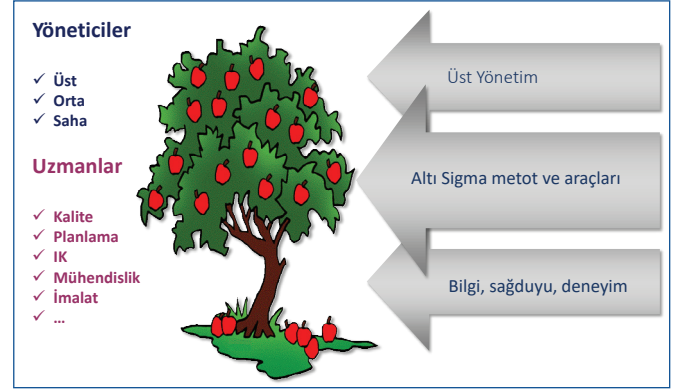 Yöneticiler
✓ Üst
✓ Orta
✓ Saha
Uzmanlar
✓ Kalite
✓ Planlama
✓ IK
✓ Mühendislik
✓ İmalat
✓ …
Üst Yönetim
Altı Sigma metot ve araçları
Bilgi, sağduyu, deneyim